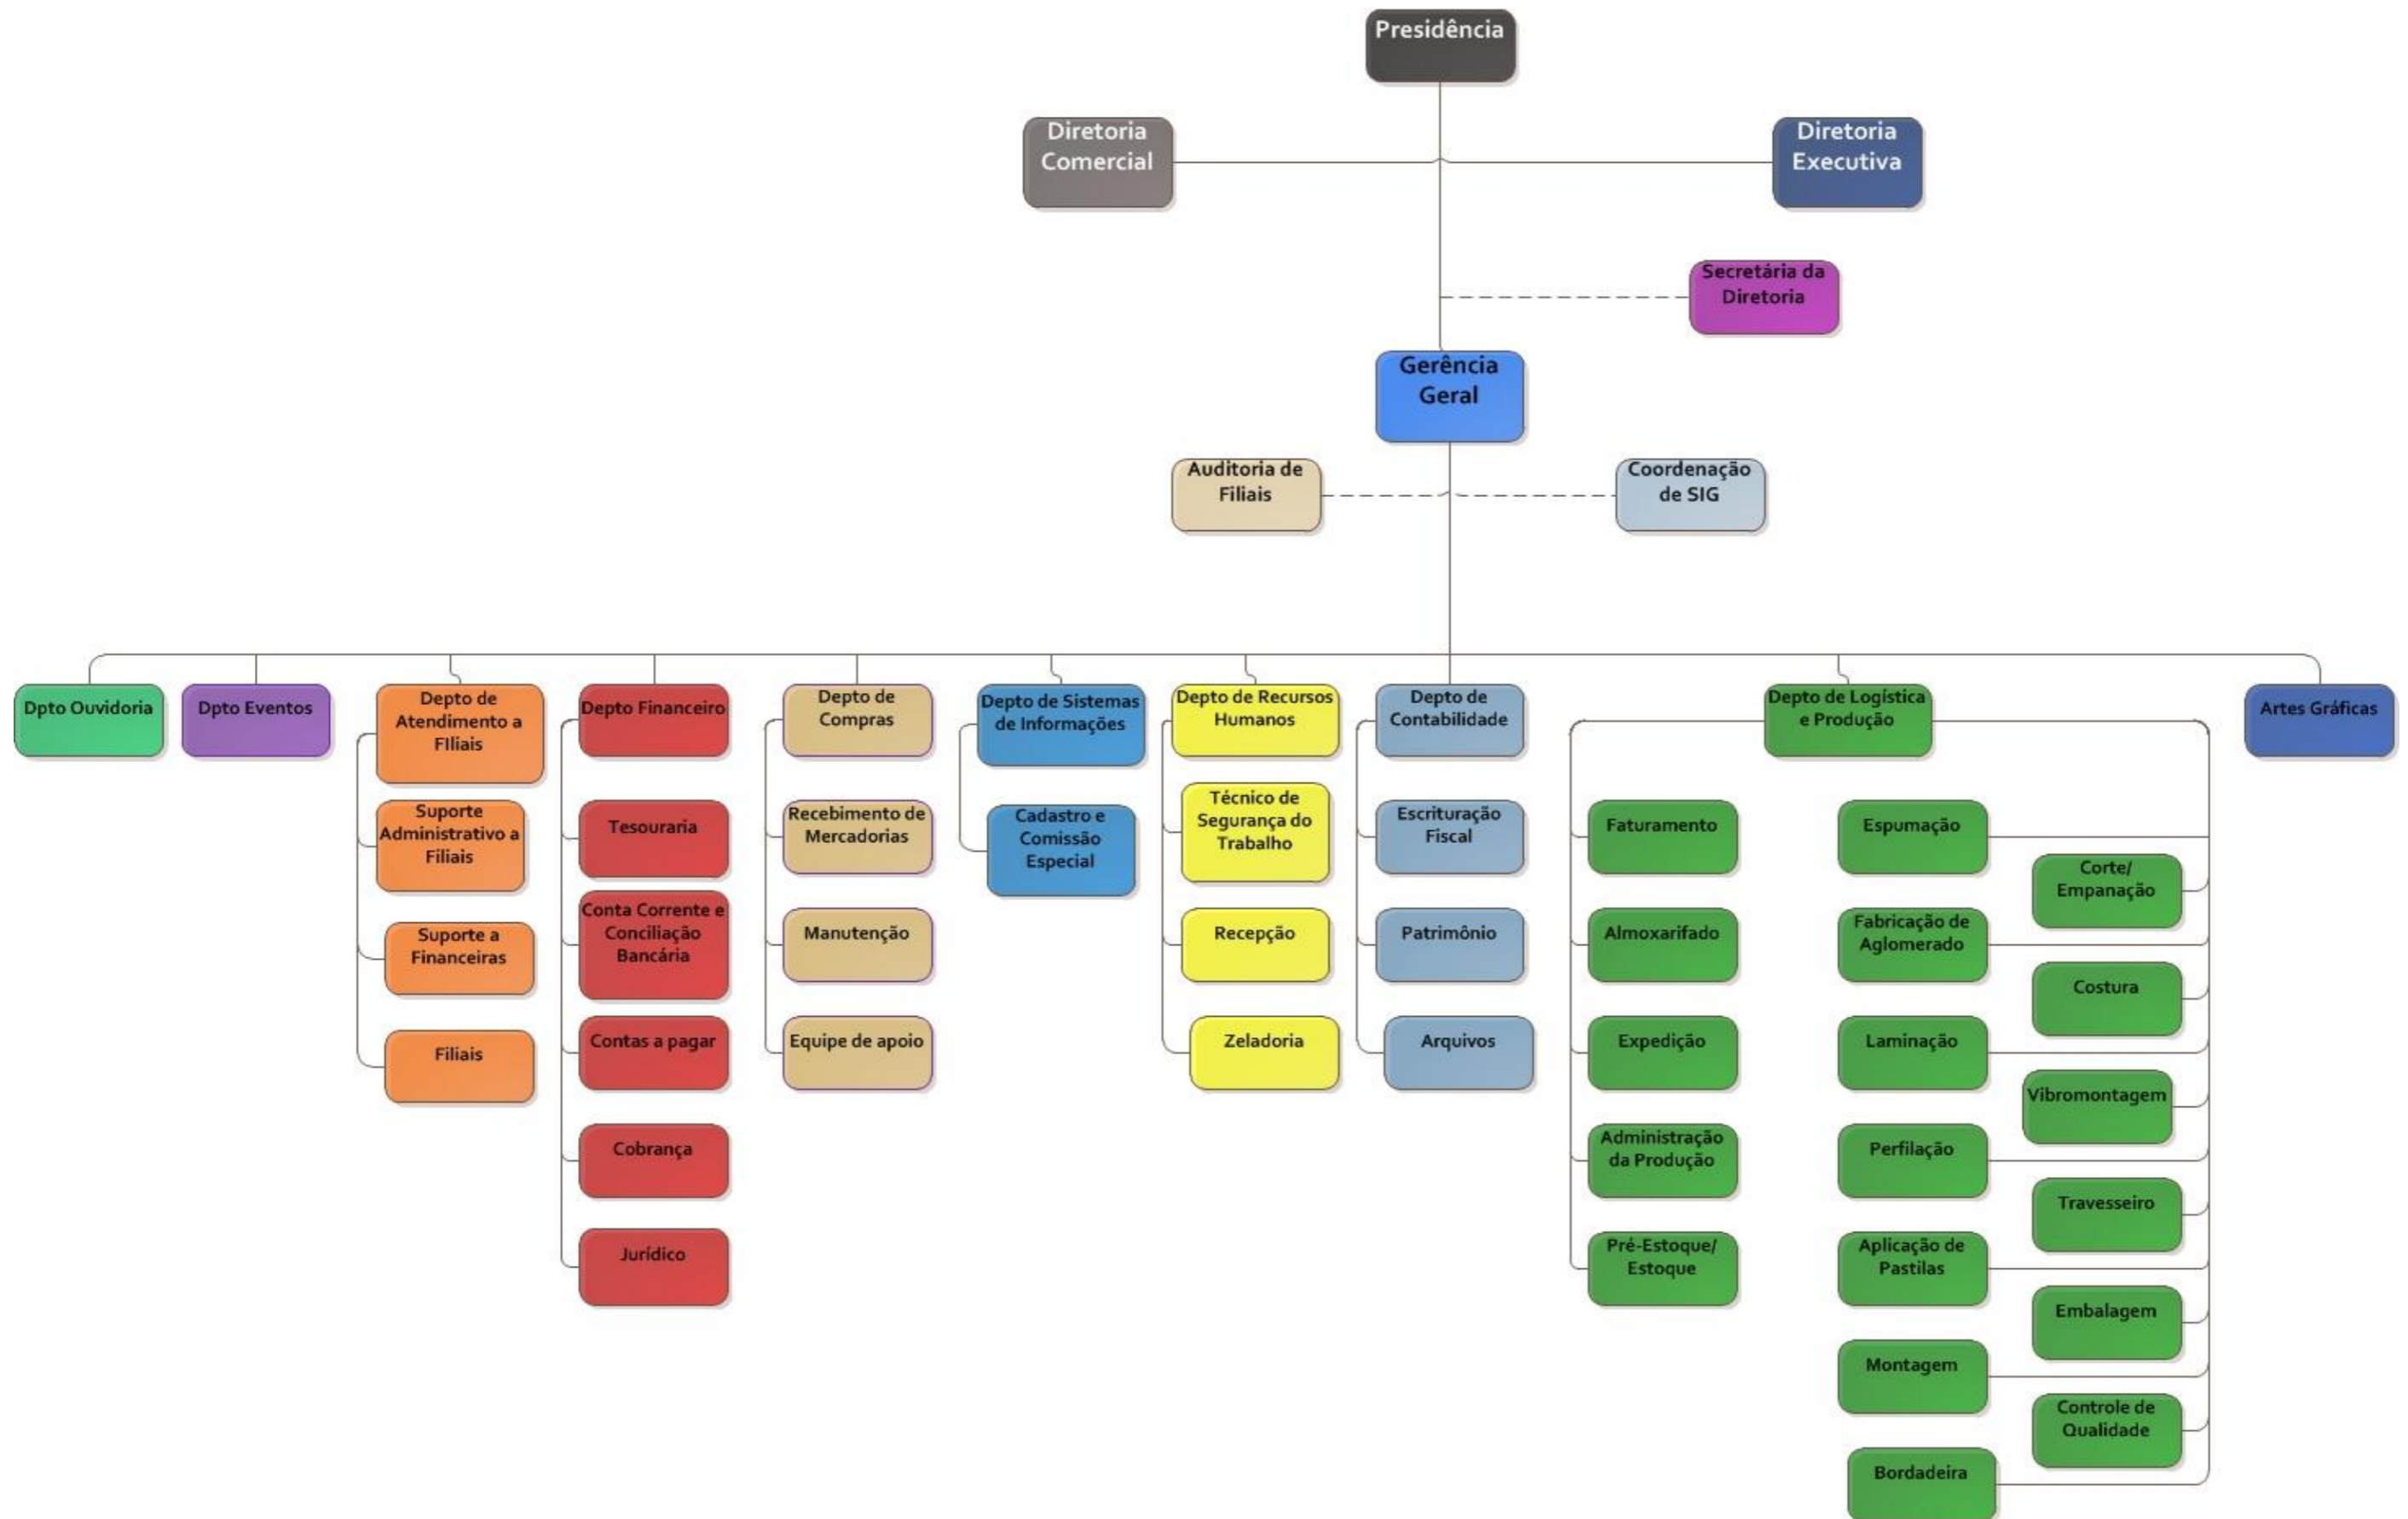 Presidência
Diretoria
Comercial
Diretoria
Executiva
Secretária da
Diretoria
Gerência
Geral
Auditoria de
Filiais
Coordenação
de SIG
Dpto Ouvidoria
Dpto Eventos
Depto de
Atendimento a
FIliais
Suporte
Administrativo a
Filiais
Suporte a
Financeiras
Filiais
Depto Financeiro
Tesouraria
Conta Corrente e
Conciliação
Bancária
Contas a pagar
Cobrança
Jurídico
Depto de
Compras
Recebimento de
Mercadorias
Manutenção
Equipe de apoio
Depto de Sistemas
de Informações
Cadastro e
Comissão
Especial
Depto de Recursos
Humanos
Técnico de
Segurança do
Trabalho
Recepção
Zeladoria
Depto de
Contabilidade
Escrituração
Fiscal
Patrimônio
Arquivos
Depto de Logística
e Produção
Faturamento
Almoxarifado
Expedição
Administração
da Produção
Pré-Estoque/
Estoque
Espumação
Corte/
Empanação
Fabricação de
Aglomerado
Costura
Laminação
Vibromontagem
Perfilação
Travesseiro
Aplicação de
Pastilas
Embalagem
Montagem
Controle de
Qualidade
Bordadeira
Artes Gráficas